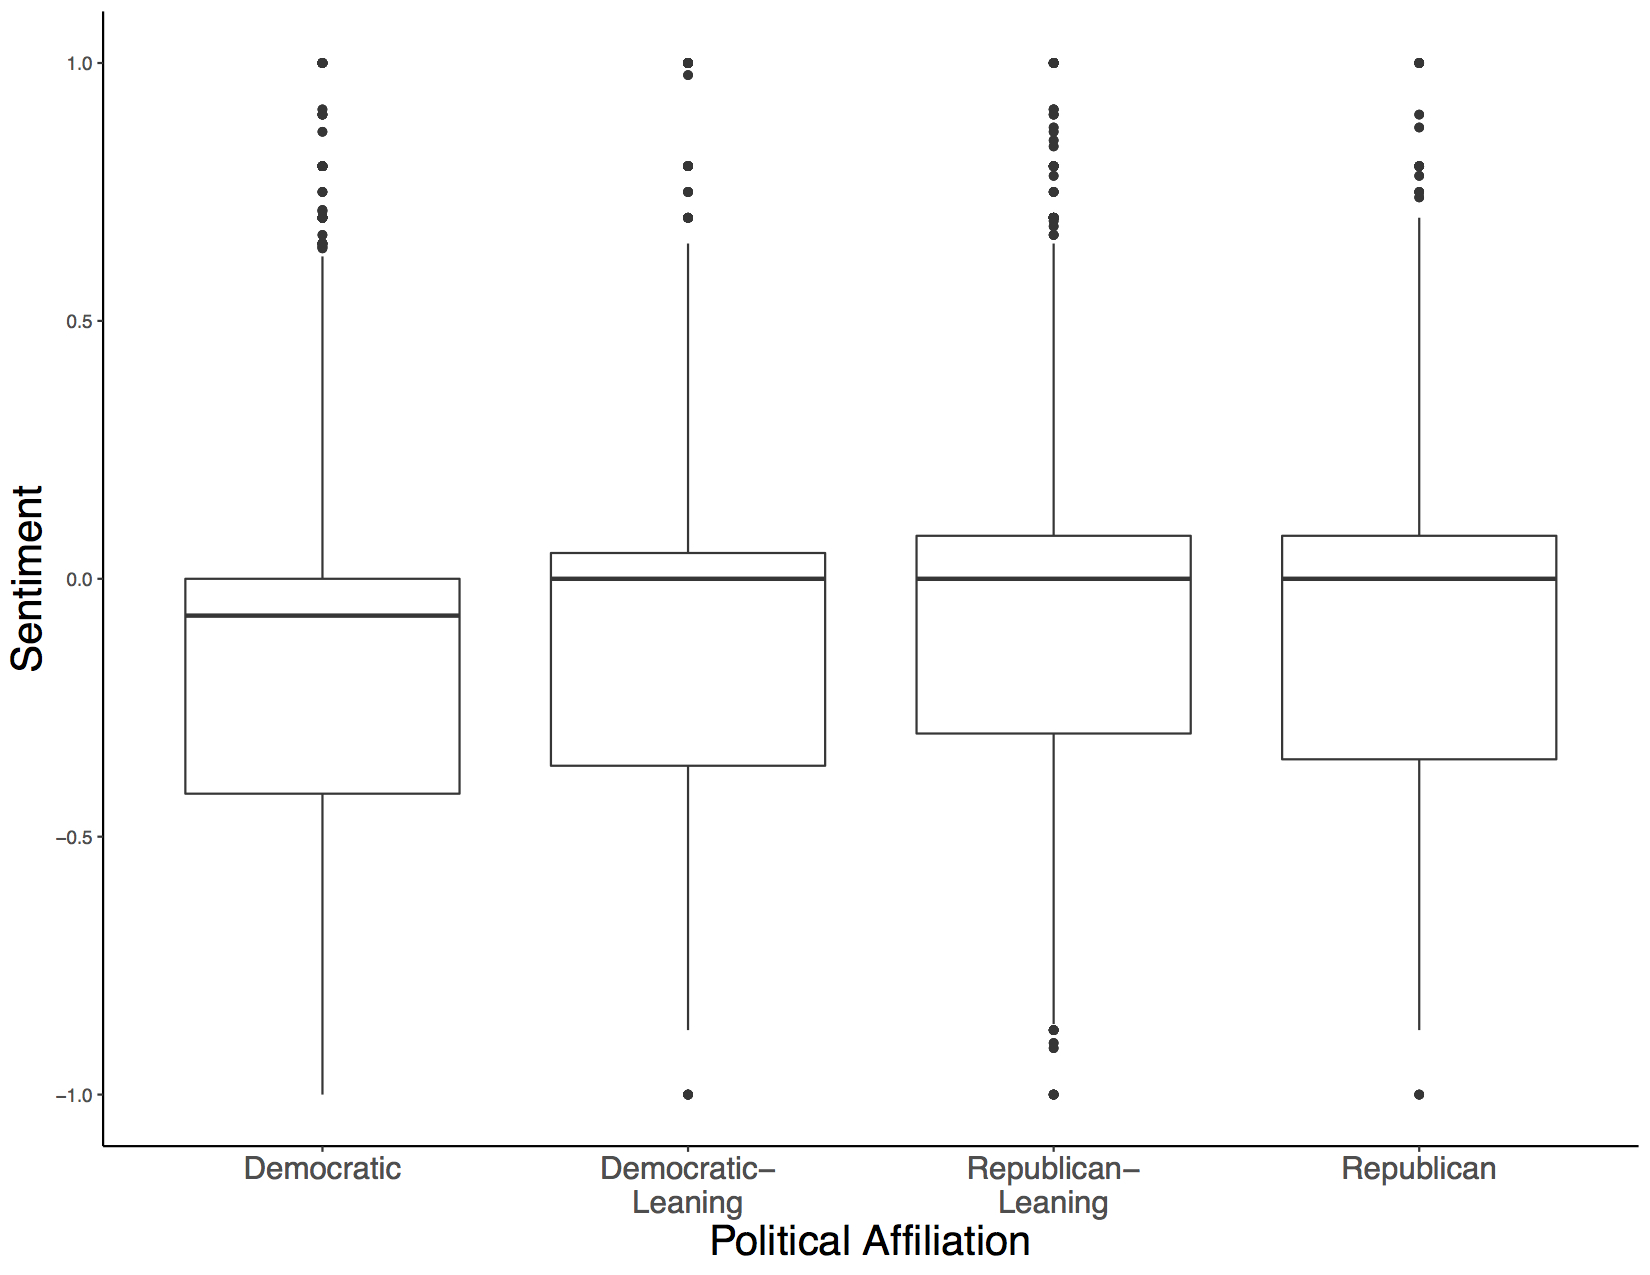 Sentiment
1.0
0.5
0.0
−0.5
−1.0
Democratic
Democratic−
Leaning
Republican−
Leaning
Republican
Political Affiliation